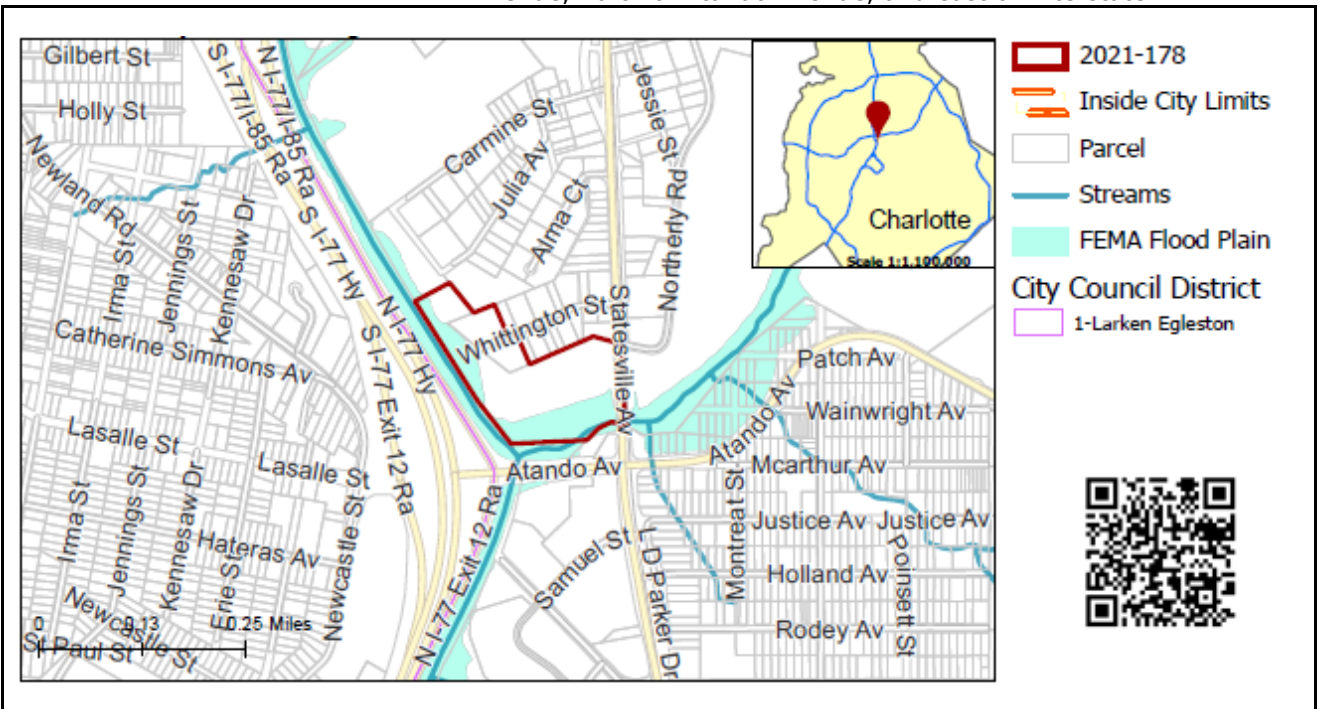 Gilbert St
Holly St
Newland Rd
Irma St
Jennings St
Kennesaw Dr
Catherine Simmons Av
Lasalle St
Lasalle St
Irma St
Jennings St
Kennesaw Dr
Hateras Av
Erie St
Newcastle St
Newcastle St
St Paul St
0 0.13 0.25 Miles
S I-77/I-85 Ra
N I-77/I-85 Ra
S I-77 Hy
N I-77 Hy
S I-77 Exit 12 Ra
N I-77 Exit 12 Ra
Carmine St
Julia Av
Alma Ct
Jessie St
Northerly Rd
Whittington St
Statesville Av
Atando Av
Atando Av
Samuel St
L D Parker Dr
Montreat St
Patch Av
Wainwright Av
Mcarthur Av
Justice Av
Justice Av
Poinsett St
Holland Av
Rodey Av
Charlotte
Scale 1:1,100,000
2021-178
Inside City Limits
Parcel
Streams
FEMA Flood Plain
City Council District
1-Larken Egleston